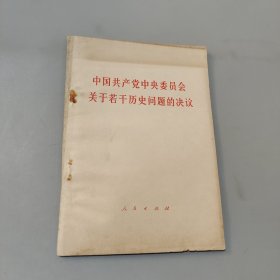 中国共产党中央委员会
关于若干历史问题的决议
人民出版社